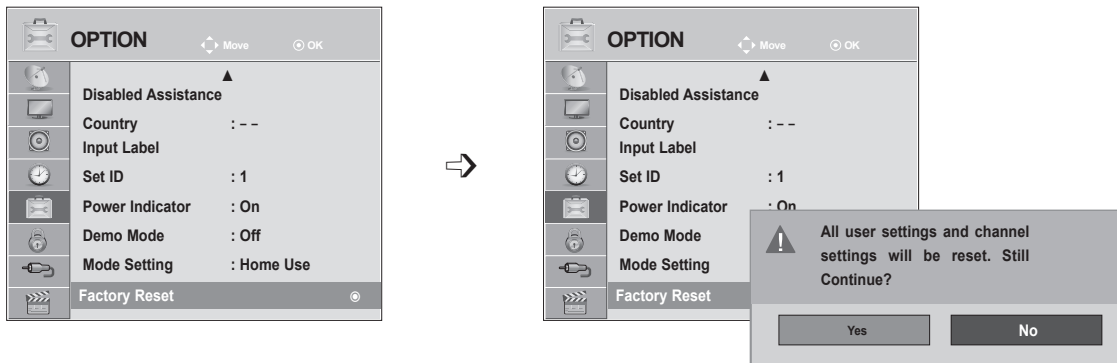 OPTION Move OK
Disabled Assistance
Country : – –
Input Label
Set ID : 1
Power Indicator : On
Demo Mode : Off
Mode Setting : Home Use
Factory Reset
OPTION Move OK
Disabled Assistance
Country : – –
Input Label
Set ID : 1
Power Indicator : On
Demo Mode
Mode Setting
Factory Reset
All user settings and channel
settings will be reset. Still
Continue?
Yes No